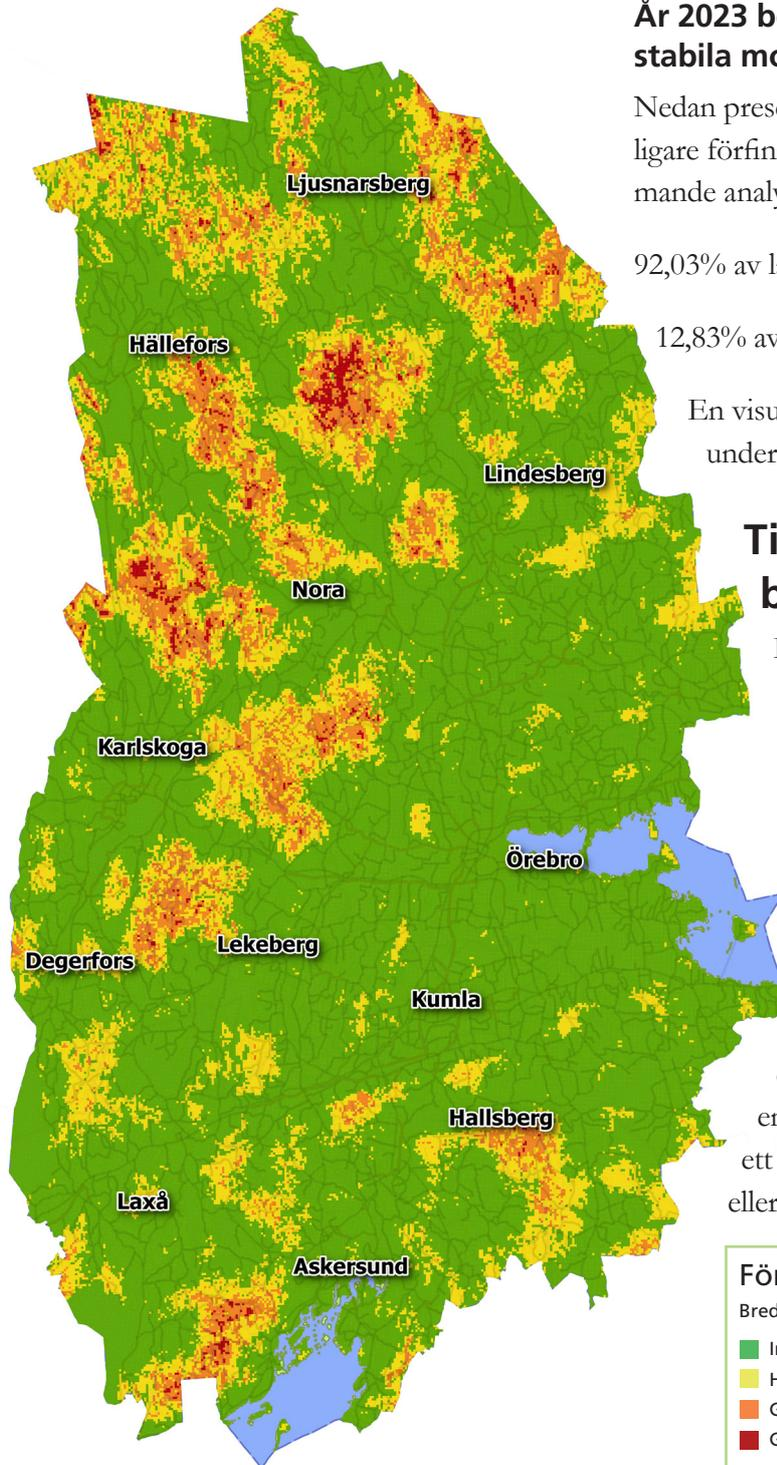 År 2023 b
stabila mo
Nedan prese
ligare förfin
mande analy
92,03% av l
12,83% av
En visu
under
Ti
b
er
ett
eller
Ljusnarsberg
Hällefors
Lindesberg
Nora
Karlskoga
Örebro
Lekeberg
Degerfors
Kumla
Hallsberg
Laxå
Askersund
För
Bred
I
H
G
G